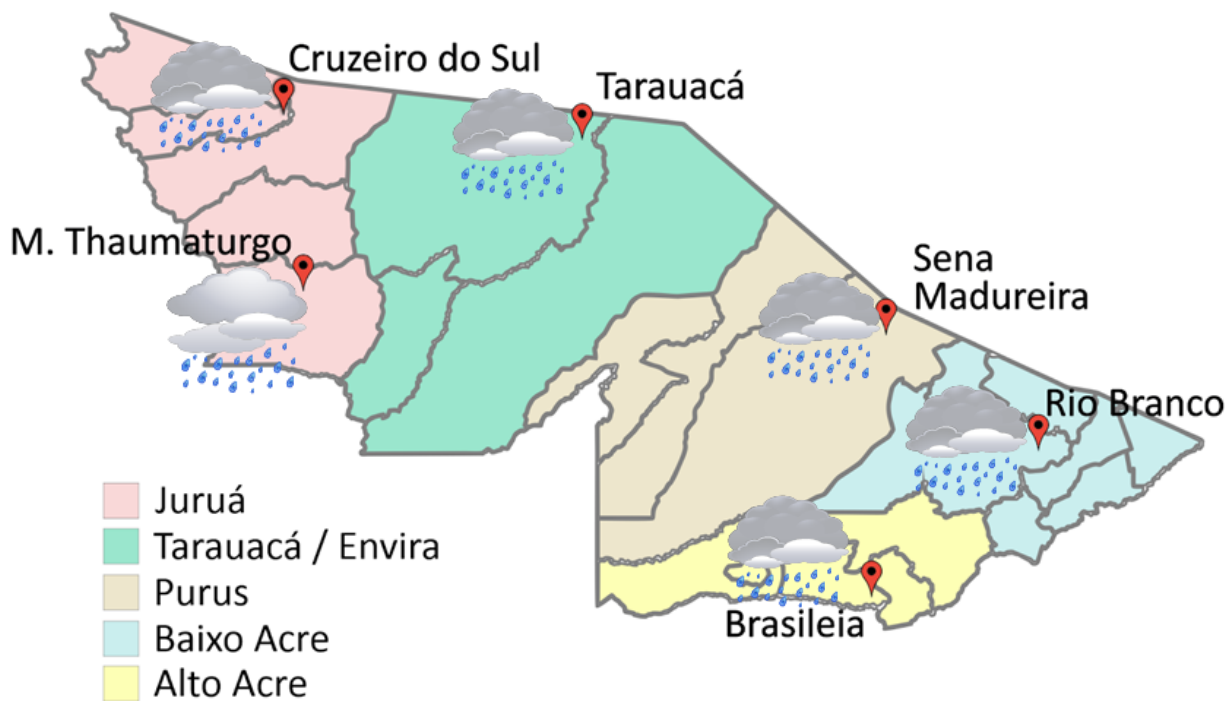 Cruzeiro do Sul
Tarauacá
M. Thaumaturgo
Sena
Madureira
Rio Branco
Brasileia
Juruá
Tarauacá / Envira
Purus
Baixo Acre
Alto Acre